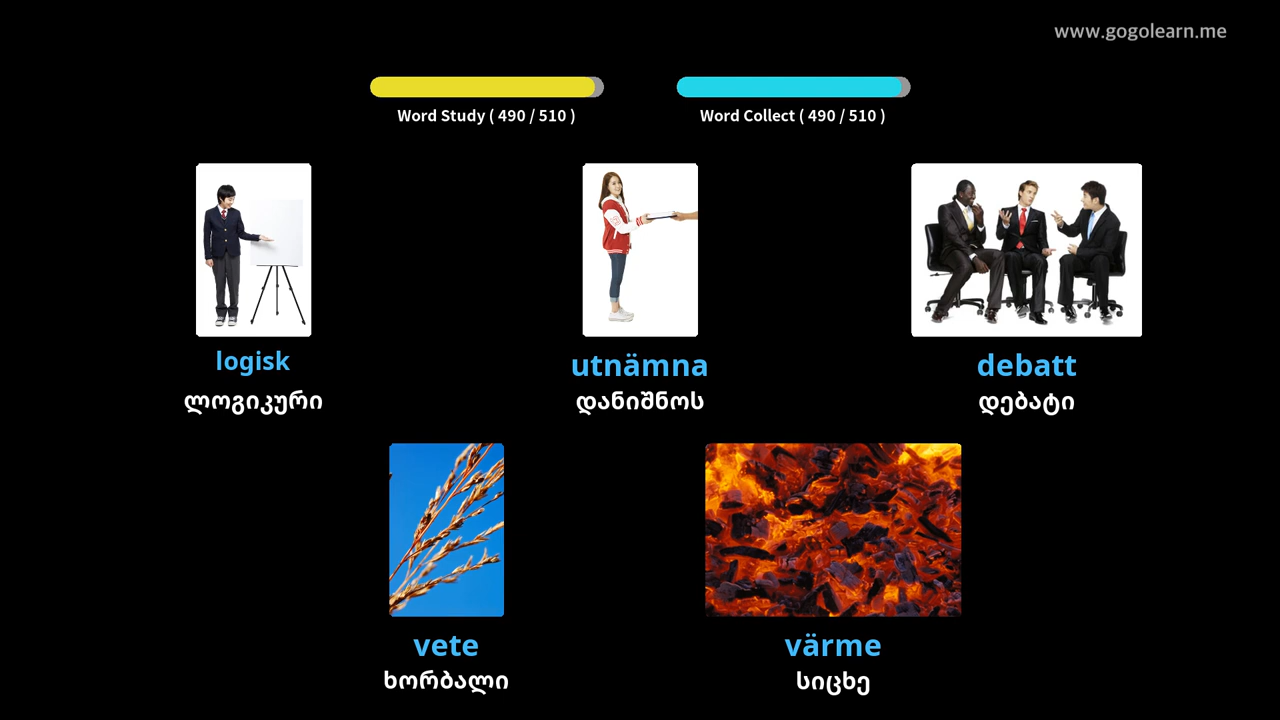 www.gogolearn.me
Word Study ( 490 / 510 )
Word Collect ( 490 / 510 )
logisk
ლოგიკური
utnämna
დანიშნოს
debatt
დებატი
vete
ხორბალი
värme
სიცხე